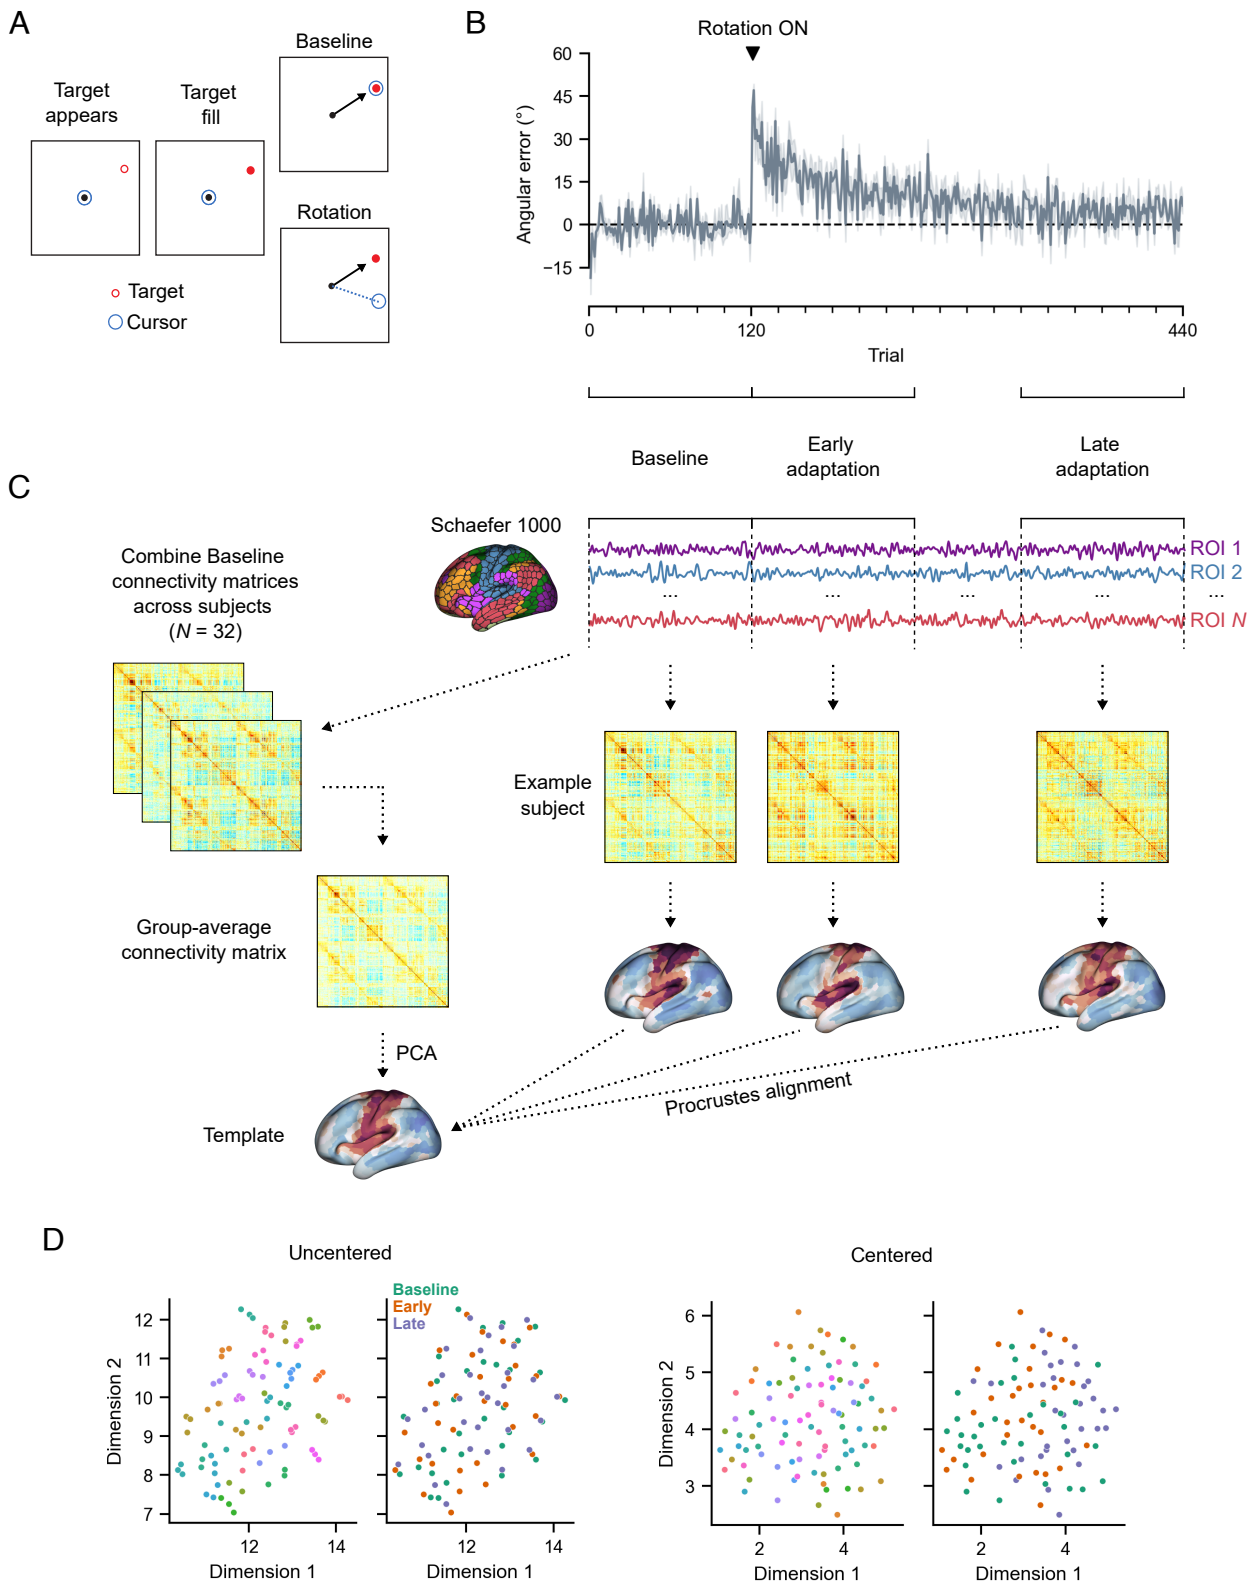 A
Target
appears
Target
fill
Baseline
Rotation
Target
Cursor
B
Rotation ON
60
45
30
15
0
−15
Angular error (°)
0
120
440
Trial
Baseline
Early
adaptation
Late
adaptation
C
Combine Baseline
connectivity matrices
across subjects
(N = 32)
Schaefer 1000
ROI 1
ROI 2
...
...
...
...
...
ROI N
Example
subject
Group-average
connectivity matrix
PCA
Template
Procrustes alignment
D
Uncentered
12
11
10
9
8
7
Dimension 2
12
14
Dimension 1
Baseline
Early
Late
12
14
Dimension 1
Centered
6
5
4
3
Dimension 2
2
4
Dimension 1
2
4
Dimension 1